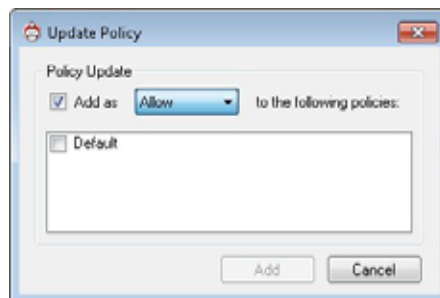 Update Policy
Policy Update
Add as Allow to the following policies:
Default
Add Cancel